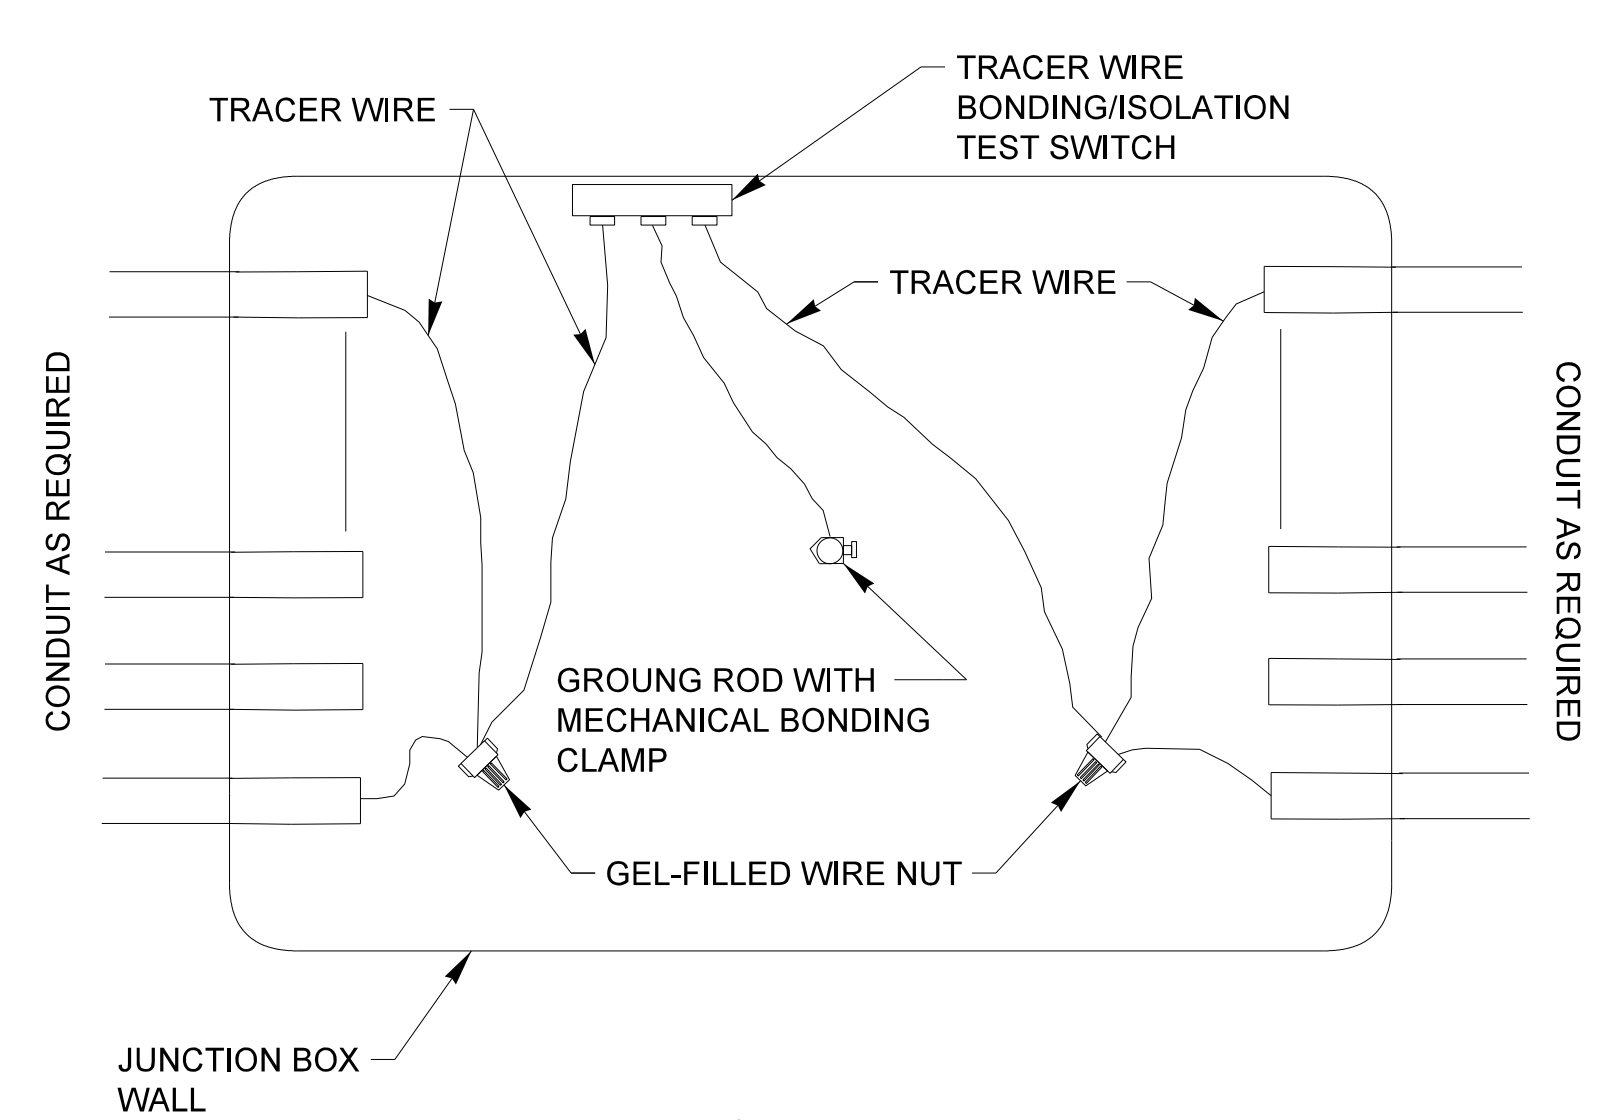 TRACER WIRE
BONDING/ISOLATION
TEST SWITCH
TRACER WIRE
TRACER WIRE
CONDUIT AS REQUIRED
CONDUIT AS REQUIRED
GROUNG ROD WITH
MECHANICAL BONDING
CLAMP
GEL-FILLED WIRE NUT
JUNCTION BOX
WALL